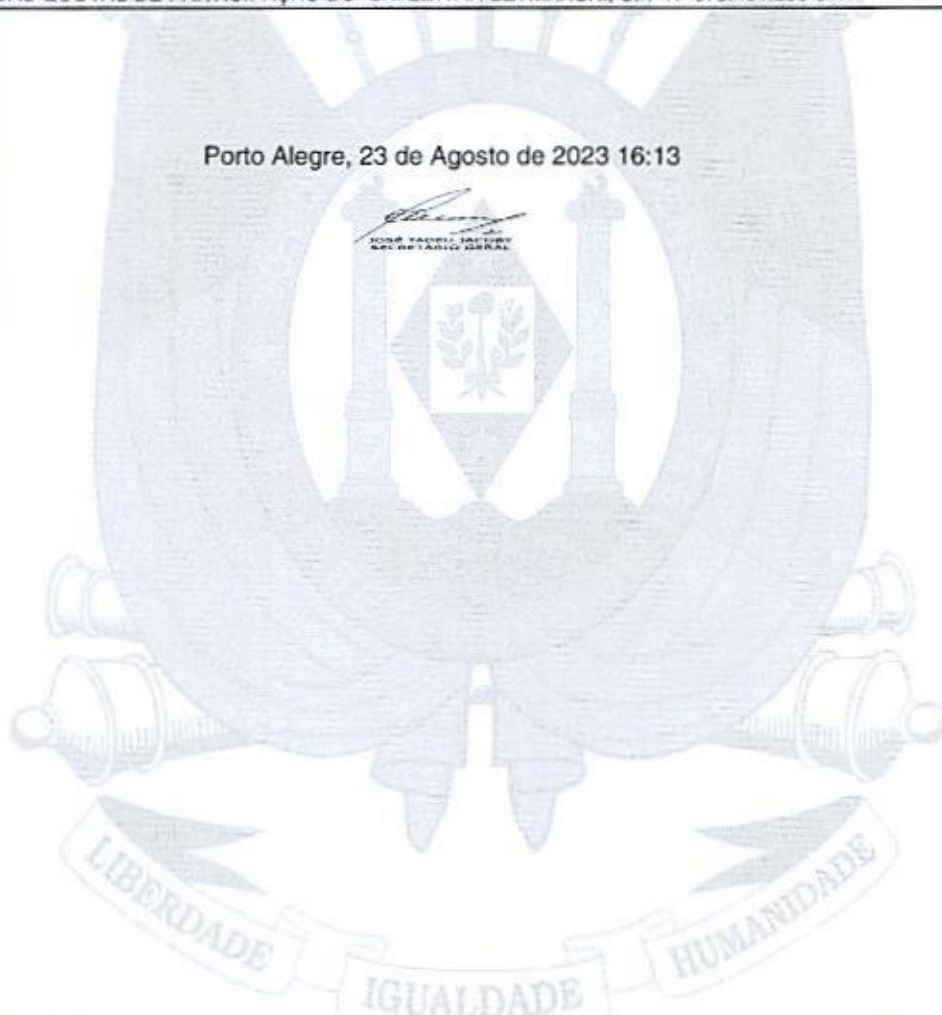 Porto Alegre, 23 de Agosto de 2023 16:13
JOSÉ TADEU JACOBY
SECRETÁRIO GERAL
LIBERDADE
IGUALDADE
HUMANIDADE